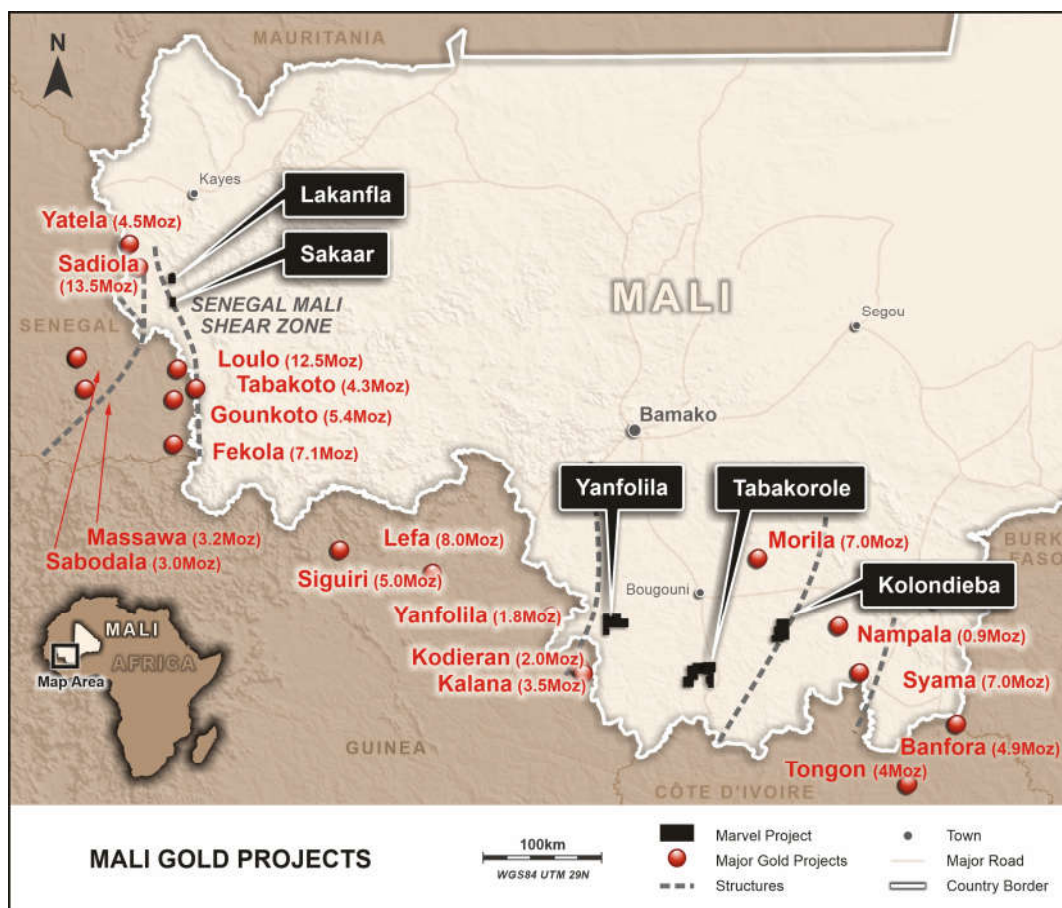 MAURITANIA
N
Kayes
Lakanfla
Yatela (4.5Moz)
Sadiola
(13.5Moz)
Sakaar
MALI
SENEGAL MALI
SHEAR ZONE
SENEGAL
Segou
Loulo (12.5Moz)
Tabakoto (4.3Moz)
Gounkoto (5.4Moz)
Bamako
Fekola (7.1Moz)
Yanfolila
Tabakorole
Massawa (3.2Moz)
Sabodala (3.0Moz)
Lefa (8.0Moz)
Siguiri (5.0Moz)
Morila (7.0Moz)
BURK
FASO
Bougouni
Kolondieba
Yanfolila (1.8Moz)
Nampala (0.9Moz)
MALI
AFRICA
Map Area
Kodieran (2.0Moz)
Kalana (3.5Moz)
Syama (7.0Moz)
GUINEA
Banfora (4.9Moz)
Tongon (4Moz)
CÔTE D'IVOIRE
MALI GOLD PROJECTS
100km
WGS84 UTM 29N
Marvel Project
Town
Major Gold Projects
Major Road
Structures
Country Border